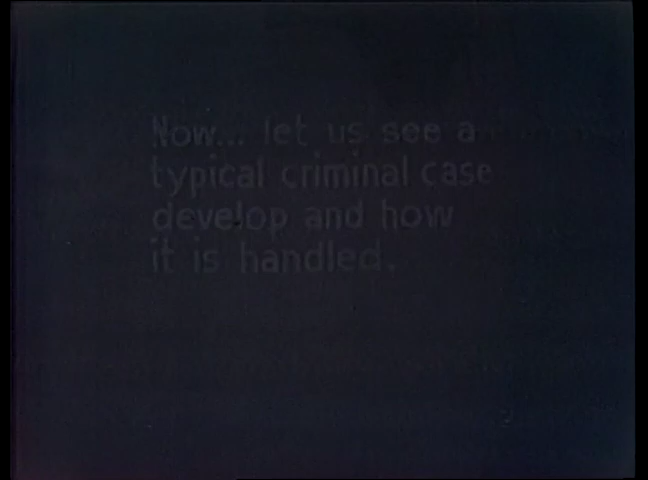 Now... let us see a
typical criminal case
develop and how
it is handled.